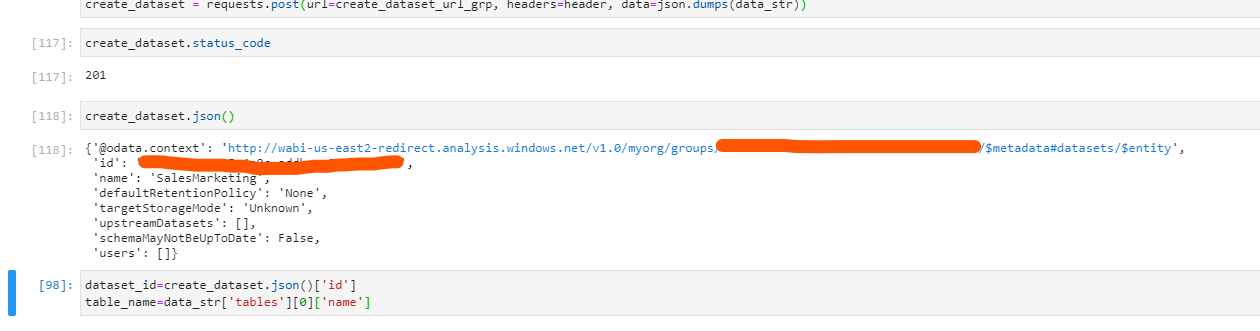 create_dataset = requests.post(url=create_dataset_url_grp, headers=header, data=json.dumps(data_str))
[117]: create_dataset.status_code
[117]: 201
[118]: create_dataset.json()
[118]: {'@odata.context': 'http://wabi-us-east2-redirect.analysis.windows.net/v1.0/myorg/groups/ /$metadata#datasets/$entity',
'id': ',
'name': 'SalesMarketing',
'defaultRetentionPolicy': 'None',
'targetStorageMode': 'Unknown',
'upstreamDatasets': [],
'schemaMayNotBeUpToDate': False,
'users': []}
[98]: dataset_id=create_dataset.json()['id']
table_name=data_str['tables'][0]['name']